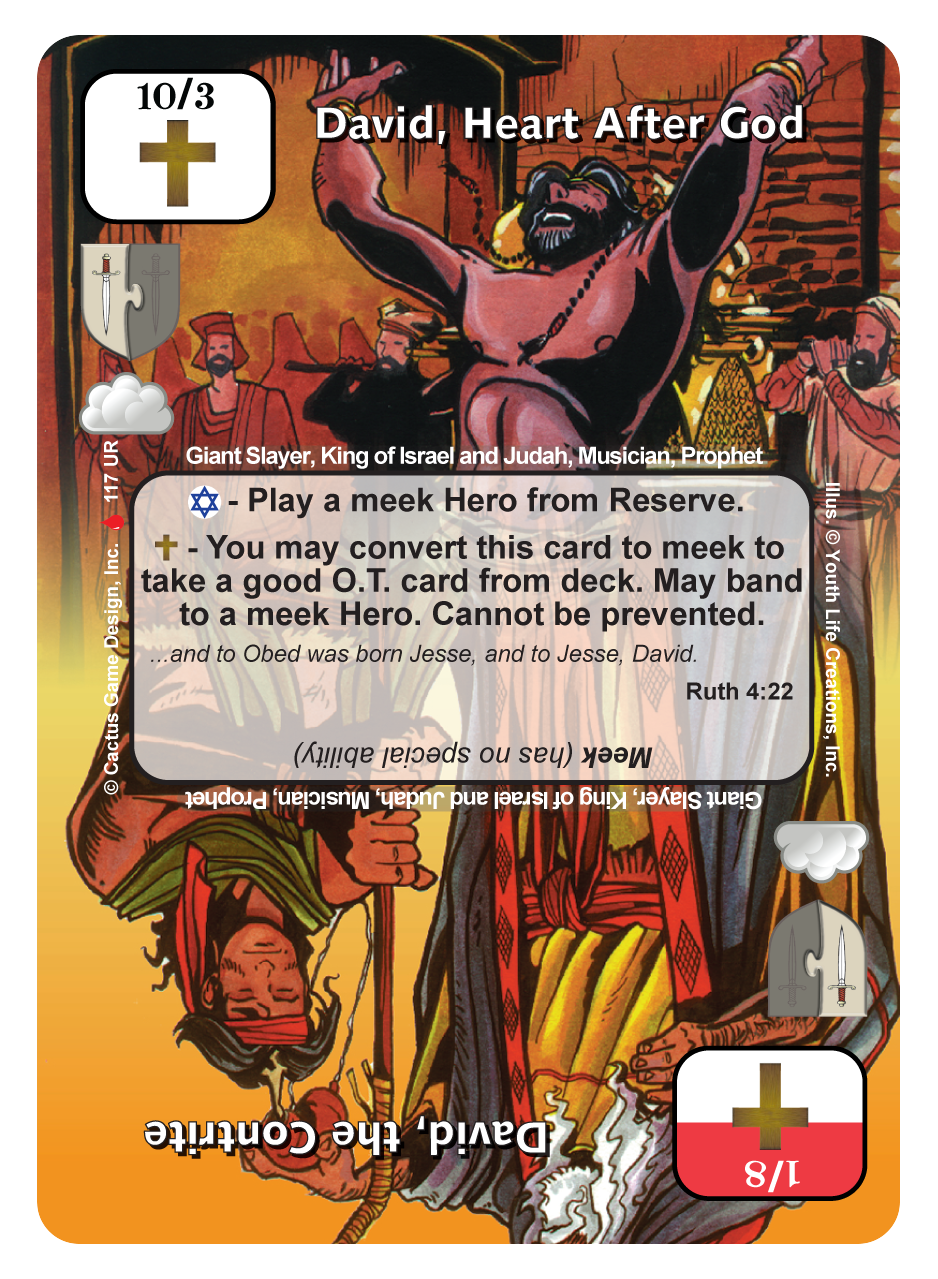 10/3
David, Heart After God
Giant Slayer, King of Israel and Judah, Musician, Prophet
- Play a meek Hero from Reserve.
- You may convert this card to meek to
take a good O.T. card from deck. May band
to a meek Hero. Cannot be prevented.
...and to Obed was born Jesse, and to Jesse, David.
Ruth 4:22
Meek (has no special ability)
Giant Slayer, King of Israel and Judah, Musician, Prophet
David, the Contrite
1/8
© Cactus Game Design, Inc. 117 UR
Illus. © Youth Life Creations, Inc.